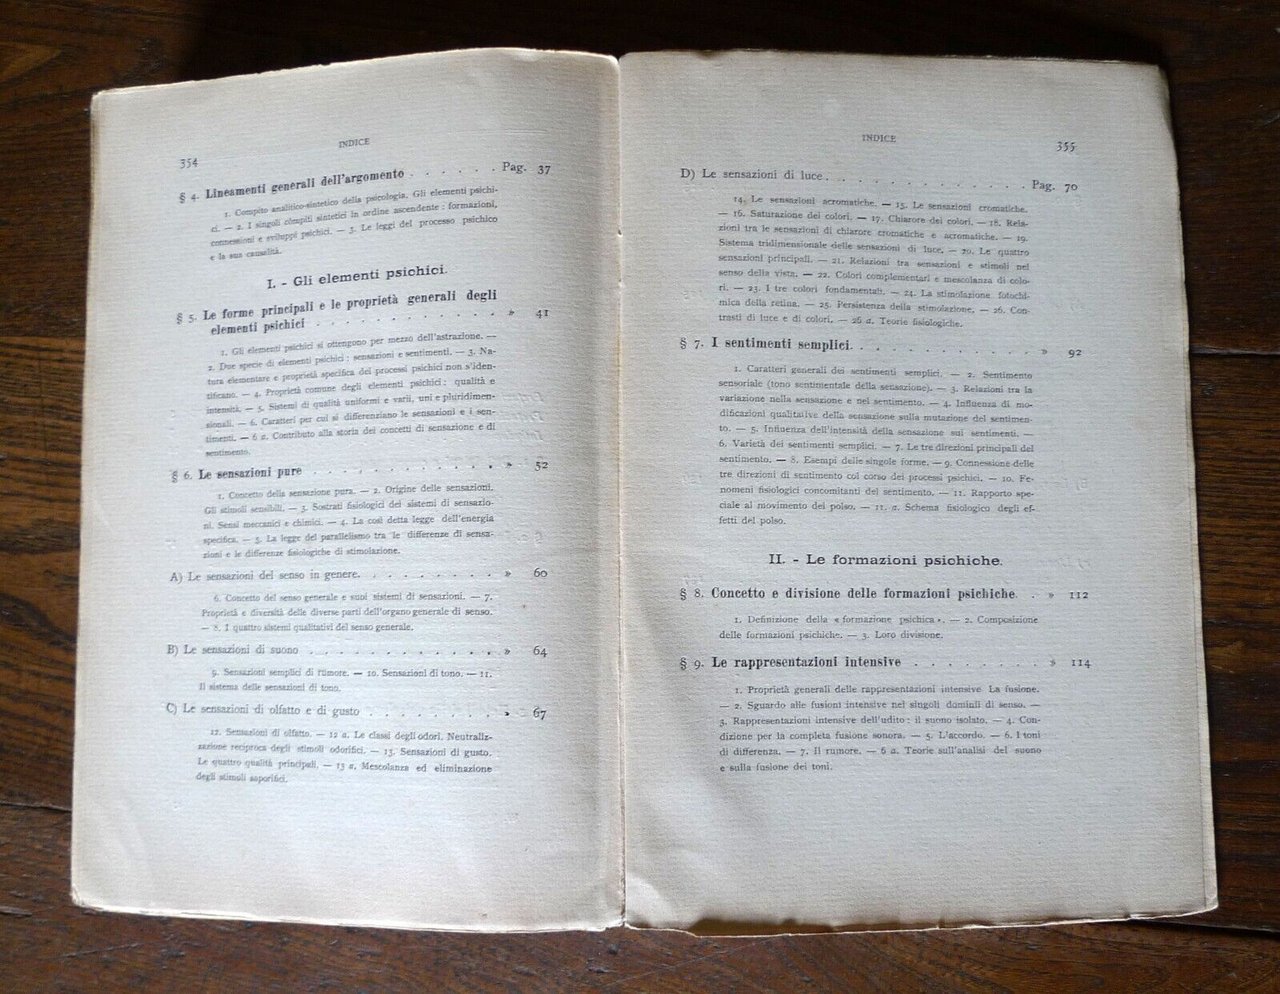 354
INDICE
§ 4. Lineamenti generali dell'argomento . . . . . . Pag. 37
1. Compito analitico-sintetico della psicologia. Gli elementi psichi-
ci. — 2. I singoli compiti sintetici in ordine ascendente : formazioni,
connessioni e sviluppi psichici. — 3. Le leggi del processo psichico
e la sua causalità.
I. - Gli elementi psichici.
§ 5. Le forme principali e le proprietà generali degli
elementi psichici . . . . . . . . . . . . » 41
1. Gli elementi psichici si ottengono per mezzo dell'astrazione. —
2. Due specie di elementi psichici : sensazioni e sentimenti. — 3. Na-
tura elementare e proprietà specifica dei processi psichici non s'iden-
tificano. — 4. Proprietà comune degli elementi psichici : qualità e
intensità. — 5. Sistemi di qualità uniformi e varii, uni e pluridimen-
sionali. — 6. Caratteri per cui si differenziano le sensazioni e i sen-
timenti. — 6 a. Contributo alla storia dei concetti di sensazione e di
sentimento.
§ 6. Le sensazioni pure . . . . . . . . . . . . » 52
1. Concetto della sensazione pura. — 2. Origine delle sensazioni.
Gli stimoli sensibili. — 3. Sostrati fisiologici dei sistemi di sensazio-
ni. Sensi meccanici e chimici. — 4. La così detta legge dell'energia
specifica. — 5. La legge del parallelismo tra le differenze di sensa-
zioni e le differenze fisiologiche di stimolazione.
A) Le sensazioni del senso in genere. . . . . . . . . » 60
6. Concetto del senso generale e suoi sistemi di sensazioni. — 7.
Proprietà e diversità delle diverse parti dell'organo generale di senso.
— 8. I quattro sistemi qualitativi del senso generale.
B) Le sensazioni di suono . . . . . . . . . . . . » 64
9. Sensazioni semplici di rumore. — 10. Sensazioni di tono. — 11.
Il sistema delle sensazioni di tono.
C) Le sensazioni di olfatto e di gusto . . . . . . . . » 67
12. Sensazioni di olfatto. — 12 a. Le classi degli odori. Neutraliz-
zazione reciproca degli stimoli odorifici. — 13. Sensazioni di gusto.
Le quattro qualità principali. — 13 a. Mescolanza ed eliminazione
degli stimoli saporifici.
INDICE
355
D) Le sensazioni di luce . . . . . . . . . . . . . Pag. 70
14. Le sensazioni acromatiche. — 15. Le sensazioni cromatiche.
— 16. Saturazione dei colori. — 17. Chiarore dei colori. — 18. Rela-
zioni tra le sensazioni di chiarore cromatiche e acromatiche. — 19.
Sistema tridimensionale delle sensazioni di luce. — 20. Le quattro
sensazioni principali. — 21. Relazioni tra sensazioni e stimoli nel
senso della vista. — 22. Colori complementari e mescolanza di colo-
ri. — 23. I tre colori fondamentali. — 24. La stimolazione fotochi-
mica della retina. — 25. Persistenza della stimolazione. — 26. Con-
trasti di luce e di colori. — 26 a. Teorie fisiologiche.
§ 7. I sentimenti semplici. . . . . . . . . . . . . » 92
1. Caratteri generali dei sentimenti semplici. — 2. Sentimento
sensoriale (tono sentimentale della sensazione). — 3. Relazioni tra la
variazione nella sensazione e nel sentimento. — 4. Influenza di mo-
dificazioni qualitative della sensazione sulla mutazione del sentimen-
to. — 5. Influenza dell'intensità della sensazione sui sentimenti. —
6. Varietà dei sentimenti semplici. — 7. Le tre direzioni principali del
sentimento. — 8. Esempi delle singole forme. — 9. Connessione delle
tre direzioni di sentimento col corso dei processi psichici. — 10. Fe-
nomeni fisiologici concomitanti del sentimento. — 11. Rapporto spe-
ciale al movimento del polso. — 11. a. Schema fisiologico degli ef-
fetti del polso.
II. - Le formazioni psichiche.
§ 8. Concetto e divisione delle formazioni psichiche. . » 112
1. Definizione della « formazione psichica ». — 2. Composizione
delle formazioni psichiche. — 3. Loro divisione.
§ 9. Le rappresentazioni intensive . . . . . . . . » 114
1. Proprietà generali delle rappresentazioni intensive La fusione.
— 2. Sguardo alle fusioni intensive nel singoli dominii di senso. —
3. Rappresentazioni intensive dell'udito : il suono isolato. — 4. Con-
dizione per la completa fusione sonora. — 5. L'accordo. — 6. I toni
di differenza. — 7. Il rumore. — 6 a. Teorie sull'analisi del suono
e sulla fusione dei toni.